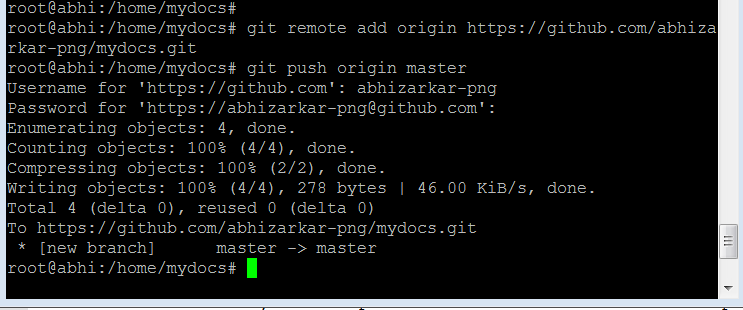 root@abhi:/home/mydocs#
root@abhi:/home/mydocs# git remote add origin https://github.com/abhiza
rkar-png/mydocs.git
root@abhi:/home/mydocs# git push origin master
Username for 'https://github.com': abhizarkar-png
Password for 'https://abhizarkar-png@github.com':
Enumerating objects: 4, done.
Counting objects: 100% (4/4), done.
Compressing objects: 100% (2/2), done.
Writing objects: 100% (4/4), 278 bytes | 46.00 KiB/s, done.
Total 4 (delta 0), reused 0 (delta 0)
To https://github.com/abhizarkar-png/mydocs.git
 * [new branch]      master -> master
root@abhi:/home/mydocs#